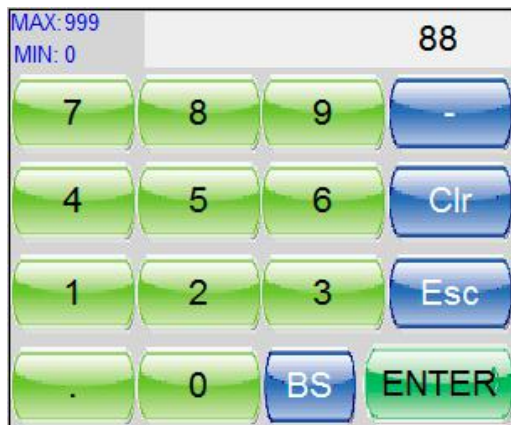 MAX: 999
88
MIN: 0
7 8 9 -
4 5 6 Clr
1 2 3 Esc
. 0 BS ENTER